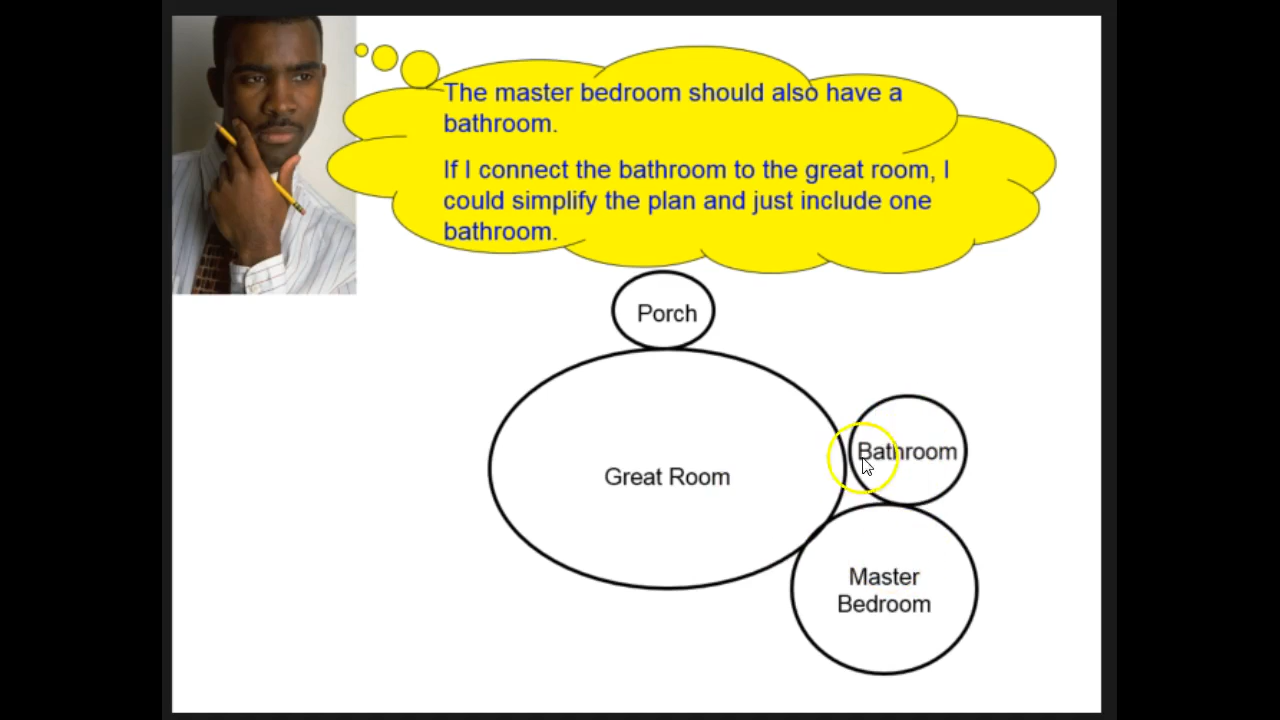 The master bedroom should also have a
bathroom.
If I connect the bathroom to the great room, I
could simplify the plan and just include one
bathroom.
Porch
Bathroom
Great Room
Master
Bedroom